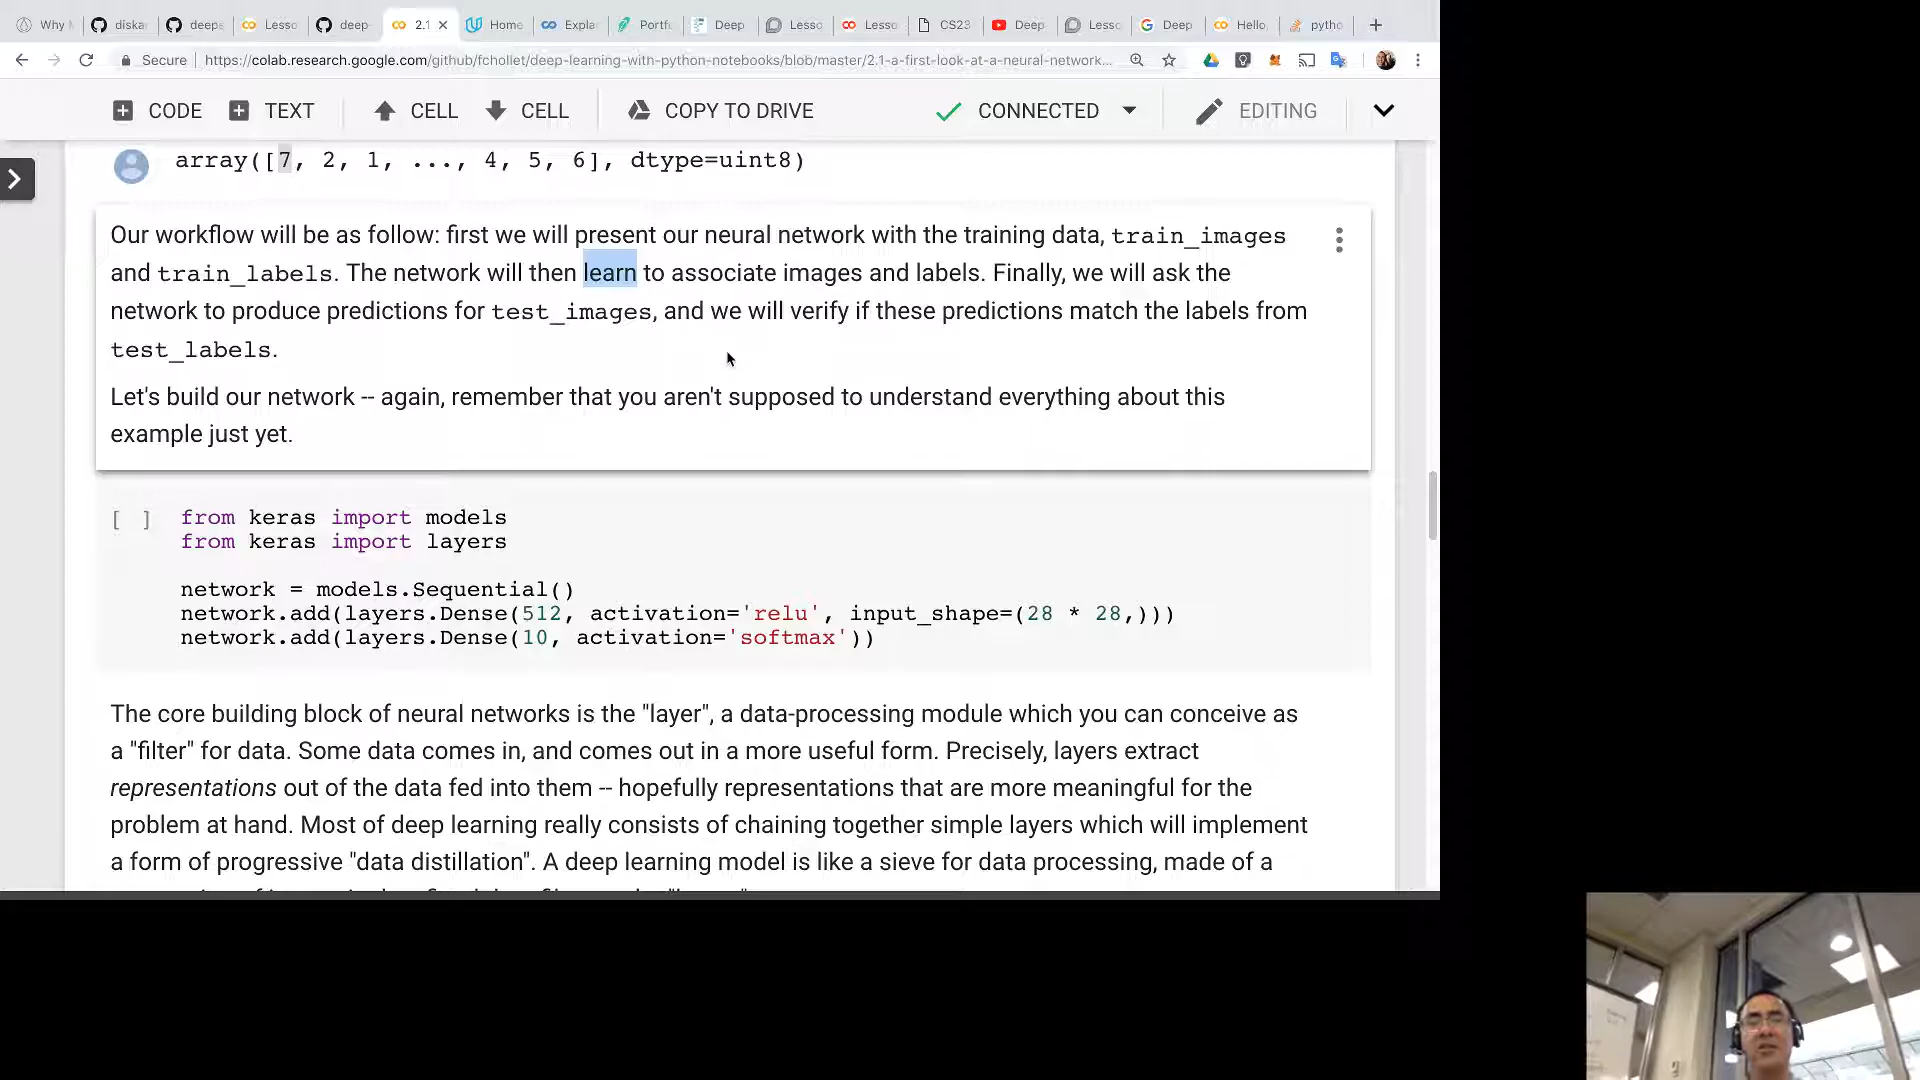 Why
diska
deeps
Lesso
deep-
2.1
Home
Expla
Portfo
Deep
Lesso
Lesso
CS23
Deep
Lesso
Deep
Hello,
pytho
Secure https://colab.research.google.com/github/fchollet/deep-learning-with-python-notebooks/blob/master/2.1-a-first-look-at-a-neural-network...
CODE TEXT CELL CELL COPY TO DRIVE CONNECTED EDITING
array([7, 2, 1, ..., 4, 5, 6], dtype=uint8)
Our workflow will be as follow: first we will present our neural network with the training data, train_images
and train_labels. The network will then learn to associate images and labels. Finally, we will ask the
network to produce predictions for test_images, and we will verify if these predictions match the labels from
test_labels.
Let's build our network -- again, remember that you aren't supposed to understand everything about this
example just yet.
[ ] from keras import models
from keras import layers
network = models.Sequential()
network.add(layers.Dense(512, activation='relu', input_shape=(28 * 28,)))
network.add(layers.Dense(10, activation='softmax'))
The core building block of neural networks is the "layer", a data-processing module which you can conceive as
a "filter" for data. Some data comes in, and comes out in a more useful form. Precisely, layers extract
representations out of the data fed into them -- hopefully representations that are more meaningful for the
problem at hand. Most of deep learning really consists of chaining together simple layers which will implement
a form of progressive "data distillation". A deep learning model is like a sieve for data processing, made of a